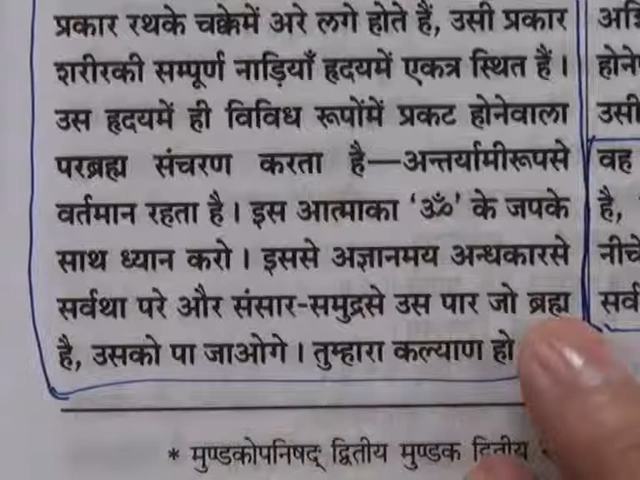 प्रकार रथके चक्केमें अरे लगे होते हैं, उसी प्रकार
शरीरकी सम्पूर्ण नाड़ियाँ हृदयमें एकत्र स्थित हैं।
उस हृदयमें ही विविध रूपोंमें प्रकट होनेवाला
परब्रह्म संचरण करता है—अन्तर्यामीरूपसे
वर्तमान रहता है। इस आत्माका ‘ॐ’ के जपके
साथ ध्यान करो। इससे अज्ञानमय अन्धकारसे
सर्वथा परे और संसार-समुद्रसे उस पार जो ब्रह्म
है, उसको पा जाओगे। तुम्हारा कल्याण हो
* मुण्डकोपनिषद् द्वितीय मुण्डक द्वितीय
होने
उसी
वह
है,
नीचे
सर्व